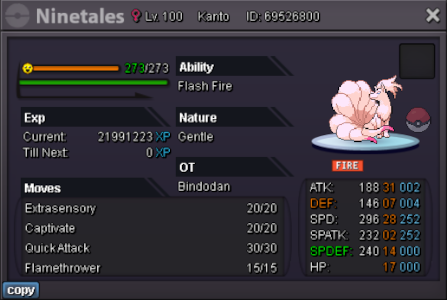 Ninetales Lv. 100 Kanto ID: 69526800
273/273
Ability
Flash Fire
Exp
Current: 21991223 XP
Till Next: 0 XP
Nature
Gentle
OT
Bindodan
FIRE
Moves
Extrasensory 20/20
Captivate 20/20
Quick Attack 30/30
Flamethrower 15/15
ATK: 188 31 002
DEF: 146 07 004
SPD: 296 28 252
SPATK: 232 02 252
SPDEF: 240 14 000
HP: 17 000
copy